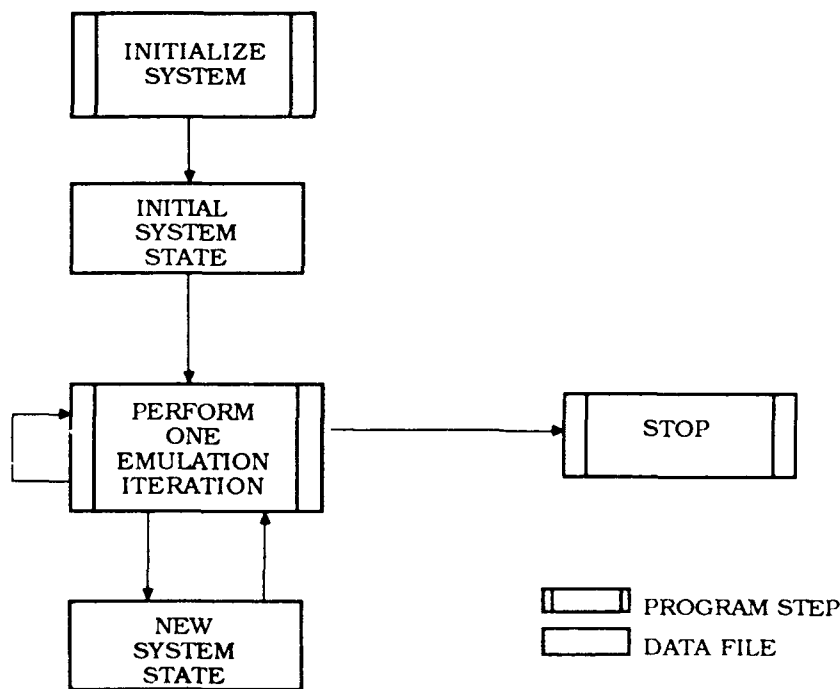 INITIALIZE
SYSTEM
INITIAL
SYSTEM
STATE
PERFORM
ONE
EMULATION
ITERATION
STOP
NEW
SYSTEM
STATE
PROGRAM STEP
DATA FILE